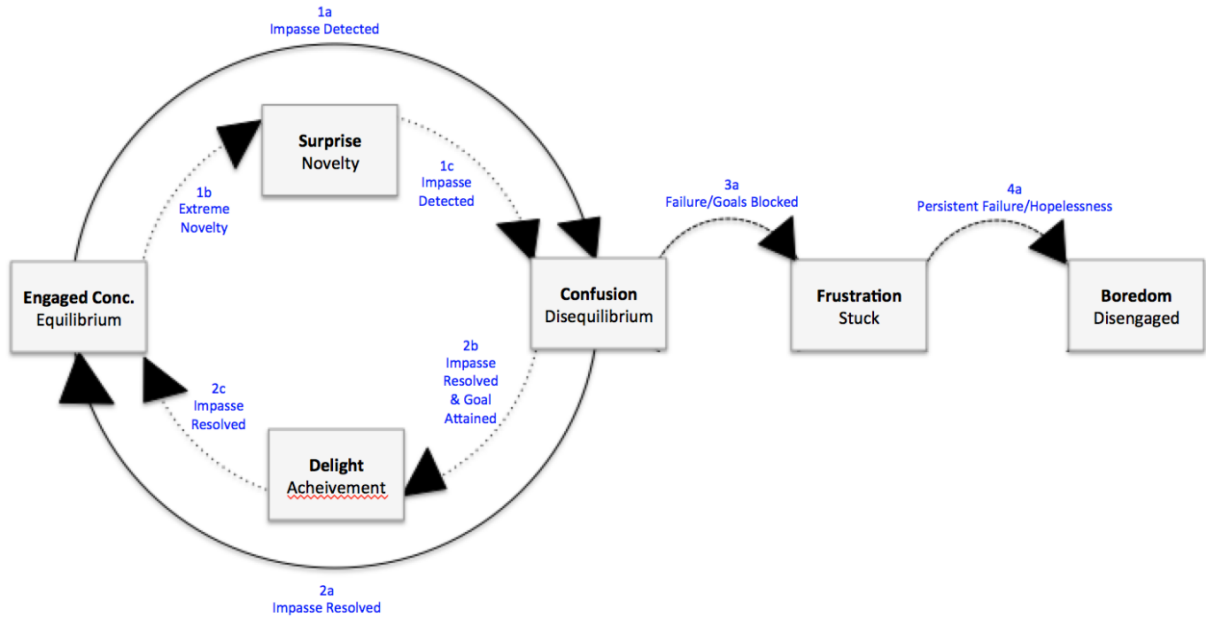 1a
Impasse Detected
Surprise
Novelty
1b
Extreme
Novelty
1c
Impasse
Detected
3a
Failure/Goals Blocked
4a
Persistent Failure/Hopelessness
Engaged Conc.
Equilibrium
Confusion
Disequilibrium
Frustration
Stuck
Boredom
Disengaged
2c
Impasse
Resolved
2b
Impasse
Resolved
& Goal
Attained
Delight
Acheivement
2a
Impasse Resolved